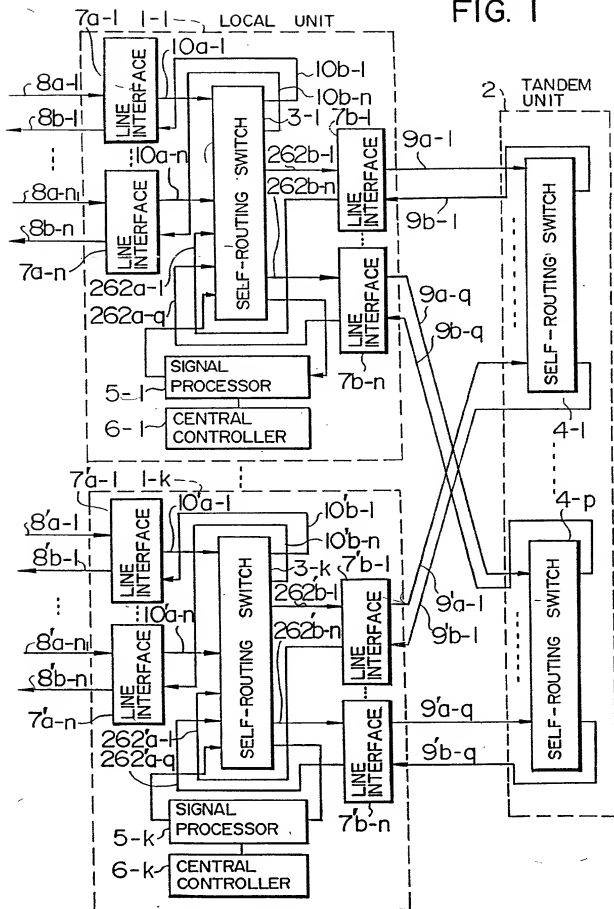 FIG. 1
1-1
LOCAL UNIT
7a-1
10a-1
10b-1
10b-n
3-1
7b-1
8a-1
8b-1
LINE INTERFACE
10a-n
8a-n
8b-n
LINE INTERFACE
7a-n
SELF-ROUTING SWITCH
262b-1
262b-n
LINE INTERFACE
9a-1
9b-1
2
TANDEM UNIT
SELF-ROUTING SWITCH
4-1
262a-1
262a-q
LINE INTERFACE
7b-n
9a-q
9b-q
SIGNAL PROCESSOR
5-1
CENTRAL CONTROLLER
6-1
1-k
7'a-1
10'a-1
10'b-1
10'b-n
3-k
7'b-1
8'a-1
8'b-1
LINE INTERFACE
10'a-n
8'a-n
8'b-n
LINE INTERFACE
7'a-n
SELF-ROUTING SWITCH
262'b-1
262'b-n
LINE INTERFACE
9'a-1
9'b-1
4-p
SELF-ROUTING SWITCH
262'a-1
262'a-q
LINE INTERFACE
7'b-n
9'a-q
9'b-q
SIGNAL PROCESSOR
5-k
CENTRAL CONTROLLER
6-k